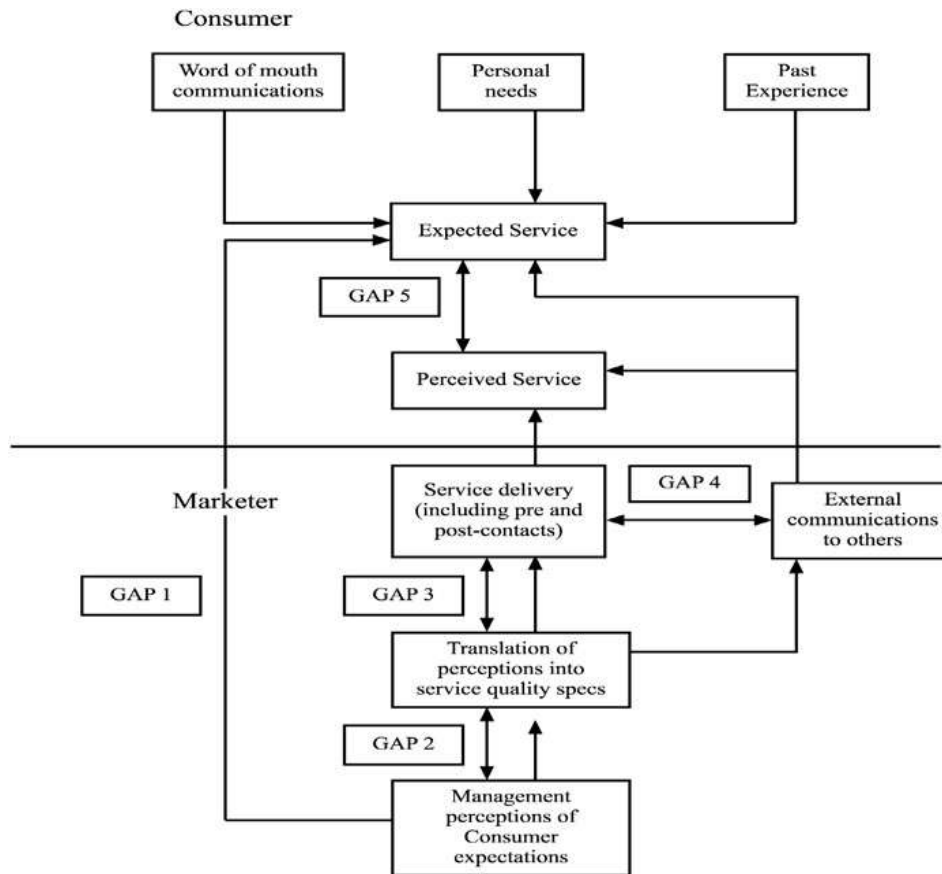 Consumer
Word of mouth
communications
Personal
needs
Past
Experience
Expected Service
GAP 5
Perceived Service
Marketer
Service delivery
(including pre and
post-contacts)
GAP 4
External
communications
to others
GAP 1
GAP 3
Translation of
perceptions into
service quality specs
GAP 2
Management
perceptions of
Consumer
expectations